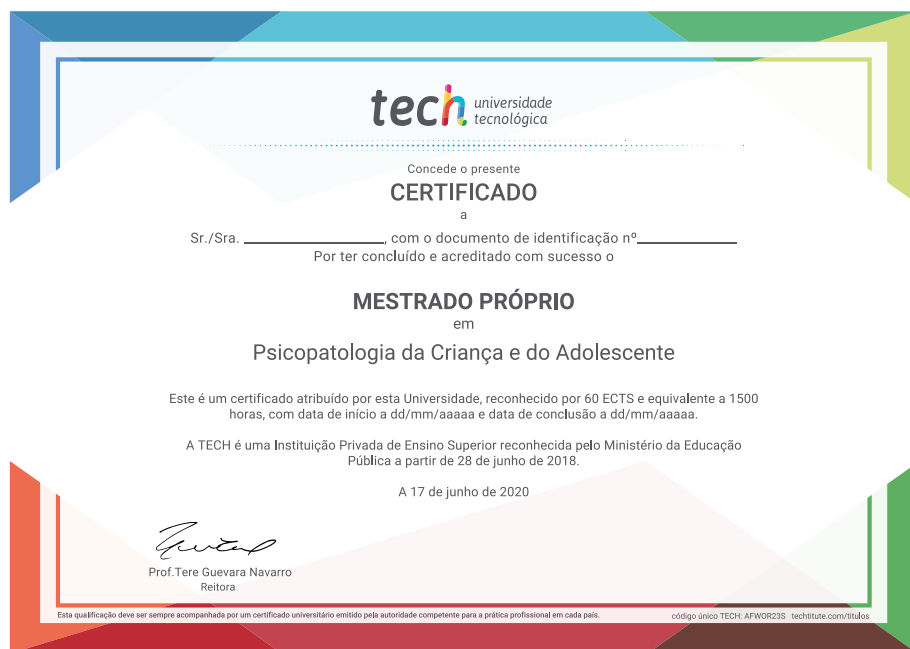 tech universidade
tecnológica
Concede o presente
CERTIFICADO
a
Sr./Sra. ________________, com o documento de identificação nº____________
Por ter concluído e acreditado com sucesso o
MESTRADO PRÓPRIO
em
Psicopatologia da Criança e do Adolescente
Este é um certificado atribuído por esta Universidade, reconhecido por 60 ECTS e equivalente a 1500
horas, com data de início a dd/mm/aaaaa e data de conclusão a dd/mm/aaaaa.
A TECH é uma Instituição Privada de Ensino Superior reconhecida pelo Ministério da Educação
Pública a partir de 28 de junho de 2018.
A 17 de junho de 2020
Prof.Tere Guevara Navarro
Reitora
Esta qualificação deve ser sempre acompanhada por um certificado universitário emitido pela autoridade competente para a prática profissional em cada país.
código único TECH: AFWOR23S techtitute.com/titulos